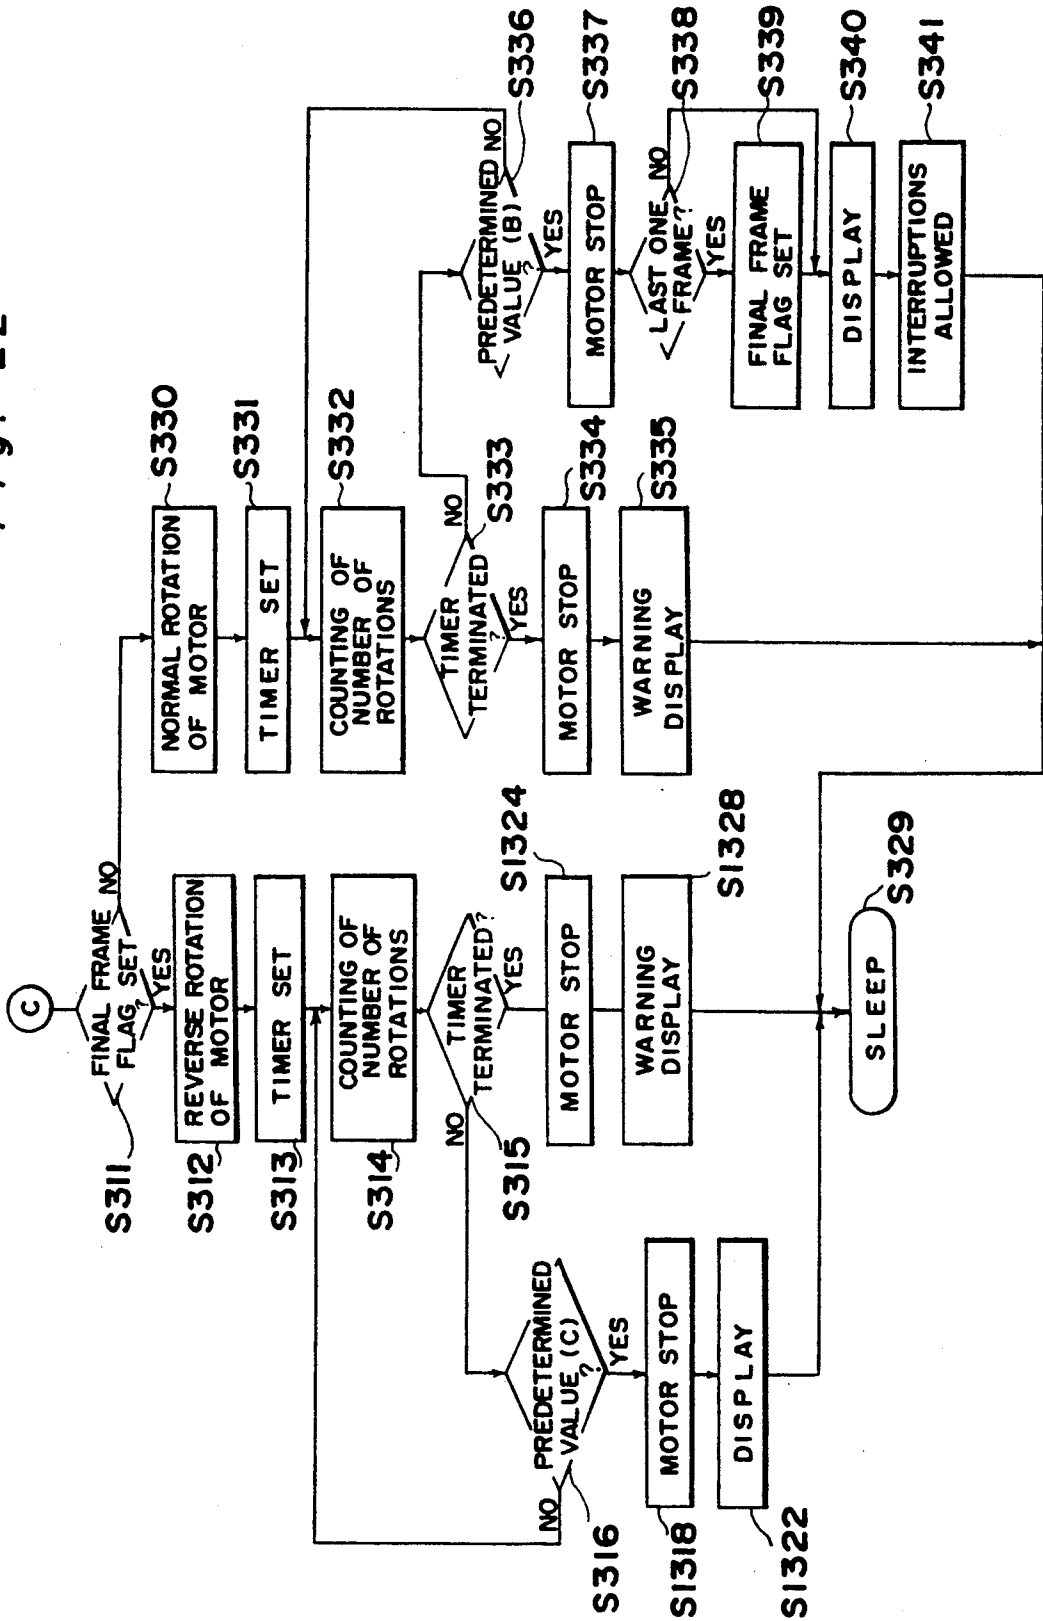 C
FINAL FRAME
FLAG SET
?
NO
YES
S311
REVERSE ROTATION
OF MOTOR
S312
TIMER SET
S313
COUNTING OF
NUMBER OF
ROTATIONS
S314
TIMER
TERMINATED?
NO
YES
S315
MOTOR STOP
S1324
WARNING
DISPLAY
S1328
PREDETERMINED
VALUE (C)
?
NO
YES
S316
MOTOR STOP
S1318
DISPLAY
S1322
SLEEP
S329
NORMAL ROTATION
OF MOTOR
S330
TIMER SET
S331
COUNTING OF
NUMBER OF
ROTATIONS
S332
TIMER
TERMINATED
?
NO
YES
S333
MOTOR STOP
S334
WARNING
DISPLAY
S335
PREDETERMINED
VALUE (B)
?
NO
YES
S336
MOTOR STOP
S337
LAST ONE
FRAME?
NO
YES
S338
FINAL FRAME
FLAG SET
S339
DISPLAY
S340
INTERRUPTIONS
ALLOWED
S341